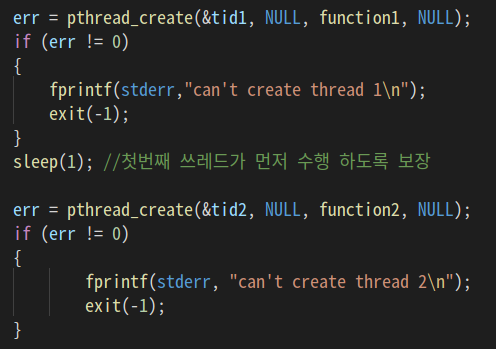 err = pthread_create(&tid1, NULL, function1, NULL);
if (err != 0)
{
    fprintf(stderr,"can't create thread 1\n");
    exit(-1);
}
sleep(1); //첫번째 쓰레드가 먼저 수행 하도록 보장

err = pthread_create(&tid2, NULL, function2, NULL);
if (err != 0)
{
        fprintf(stderr, "can't create thread 2\n");
        exit(-1);
}